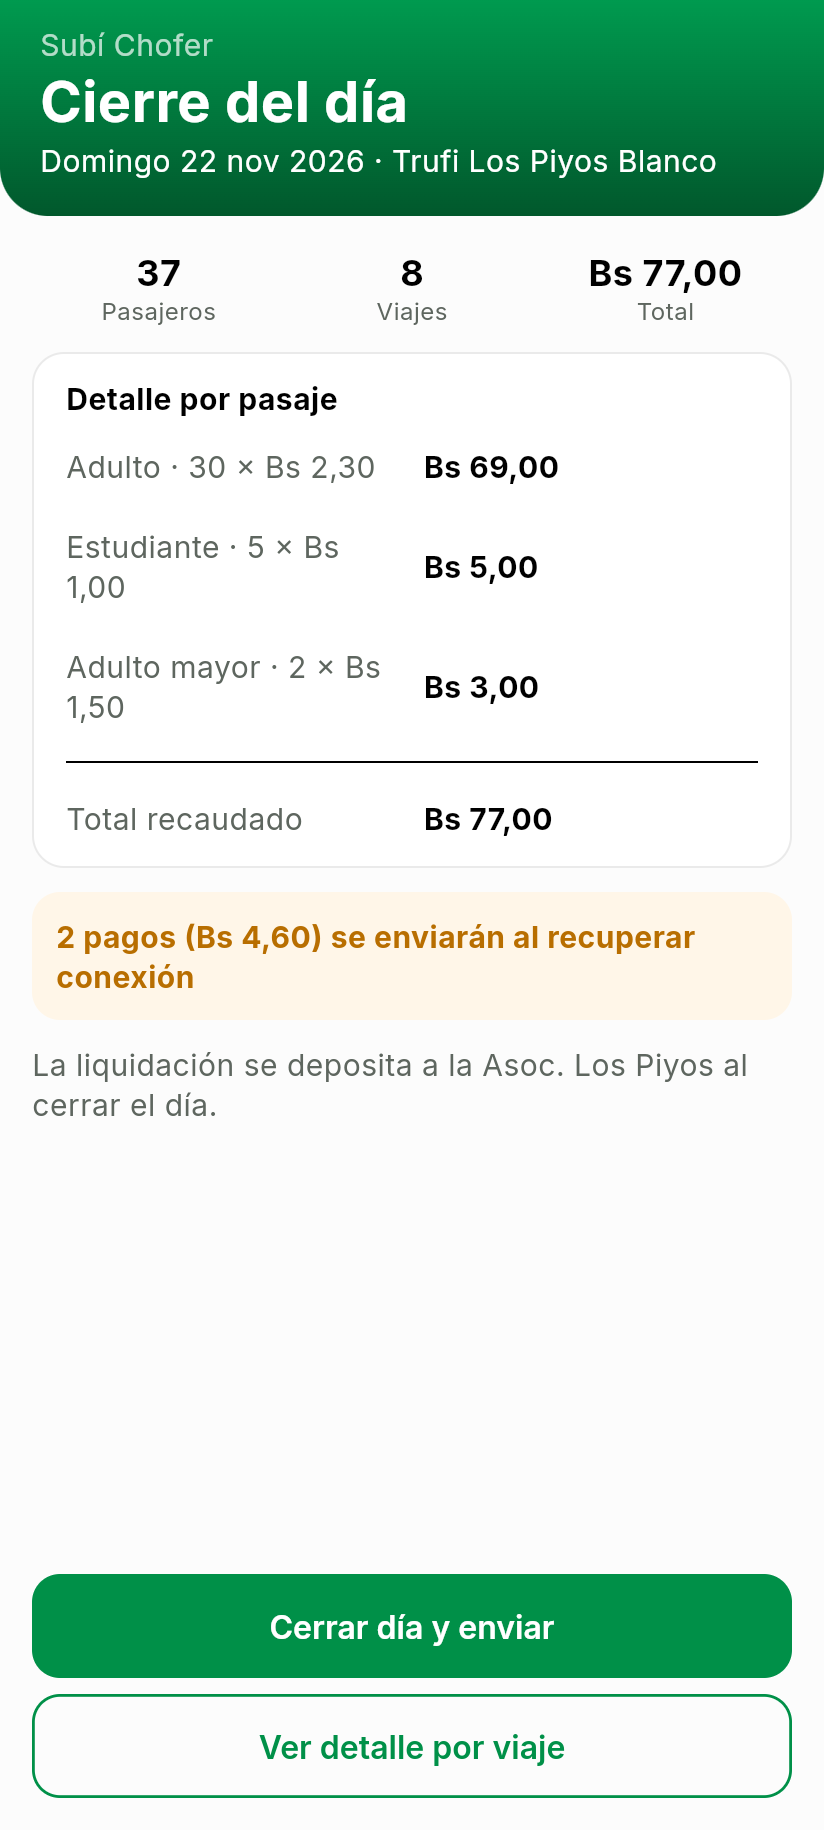 Subí Chofer
Cierre del día
Domingo 22 nov 2026 · Trufi Los Piyos Blanco
37
Pasajeros
8
Viajes
Bs 77,00
Total
Detalle por pasaje
Adulto · 30 × Bs 2,30 Bs 69,00
Estudiante · 5 × Bs
1,00
Bs 5,00
Adulto mayor · 2 × Bs
1,50
Bs 3,00
Total recaudado Bs 77,00
2 pagos (Bs 4,60) se enviarán al recuperar
conexión
La liquidación se deposita a la Asoc. Los Piyos al
cerrar el día.
Cerrar día y enviar
Ver detalle por viaje